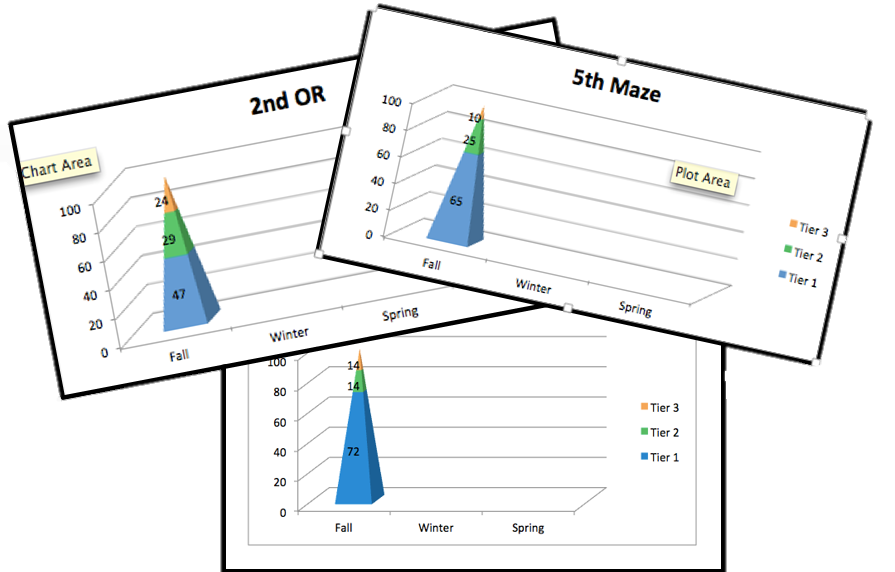 2nd OR
Chart Area
100
80
60
40
20
0
24
29
47
Fall
Winter
Spring
5th Maze
Plot Area
100
80
60
40
20
0
10
25
65
Fall
Winter
Spring
Tier 3
Tier 2
Tier 1
100
80
60
40
20
0
14
14
72
Fall
Winter
Spring
Tier 3
Tier 2
Tier 1